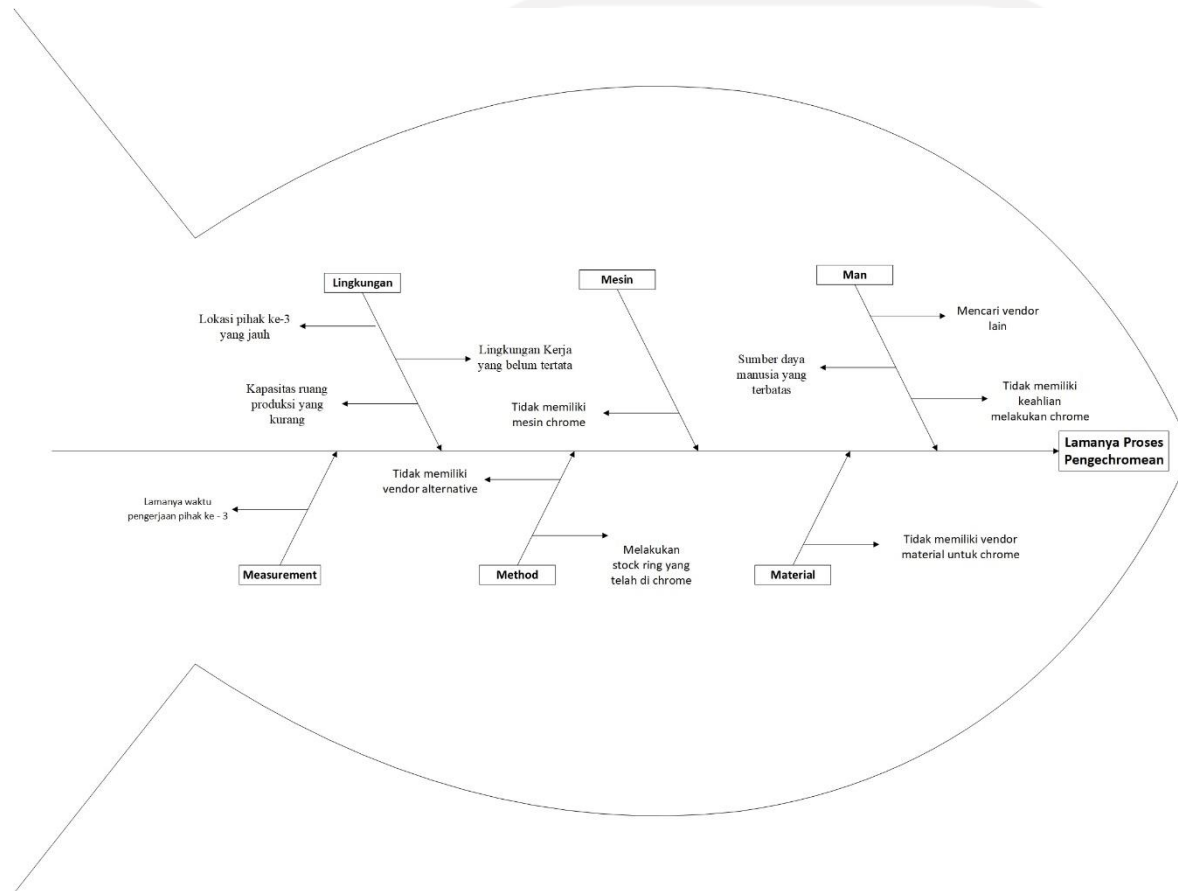 Lingkungan
Mesin
Man
Lokasi pihak ke-3
yang jauh
Lingkungan Kerja
yang belum tertata
Kapasitas ruang
produksi yang
kurang
Tidak memiliki
mesin chrome
Mencari vendor
lain
Sumber daya
manusia yang
terbatas
Tidak memiliki
keahlian
melakukan chrome
Lamanya Proses
Pengechromean
Lamanya waktu
pengerjaan pihak ke - 3
Tidak memiliki
vendor alternative
Melakukan
stock ring yang
telah di chrome
Tidak memiliki vendor
material untuk chrome
Measurement
Method
Material